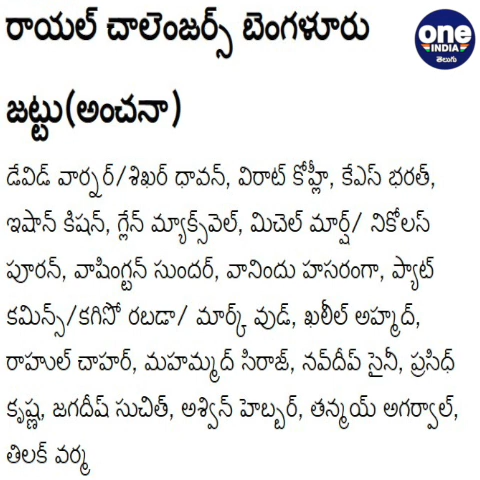 రాయల్ చాలెంజర్స్ బెంగళూరు
one
INDIA
తెలుగు
జట్టు(అంచనా)
డేవిడ్ వార్నర్/శిఖర్ ధావన్, విరాట్ కోహ్లీ, కేఎస్ భరత్,
ఇషాన్ కిషన్, గ్లేన్ మ్యాక్స్‌వెల్, మిచెల్ మార్ష్/ నికోలస్
పూరన్, వాషింగ్టన్ సుందర్, వానిందు హసరంగా, ప్యాట్
కమిన్స్/కగిసో రబడా/ మార్క్ వుడ్, ఖలీల్ అహ్మద్,
రాహుల్ చాహర్, మహమ్మద్ సిరాజ్, నవ్‌దీప్ సైనీ, ప్రసిధ్
కృష్ణ, జగదీష్ సుచిత్, అశ్విన్ హెబ్బర్, తన్మయ్ అగర్వాల్,
తిలక్ వర్మ